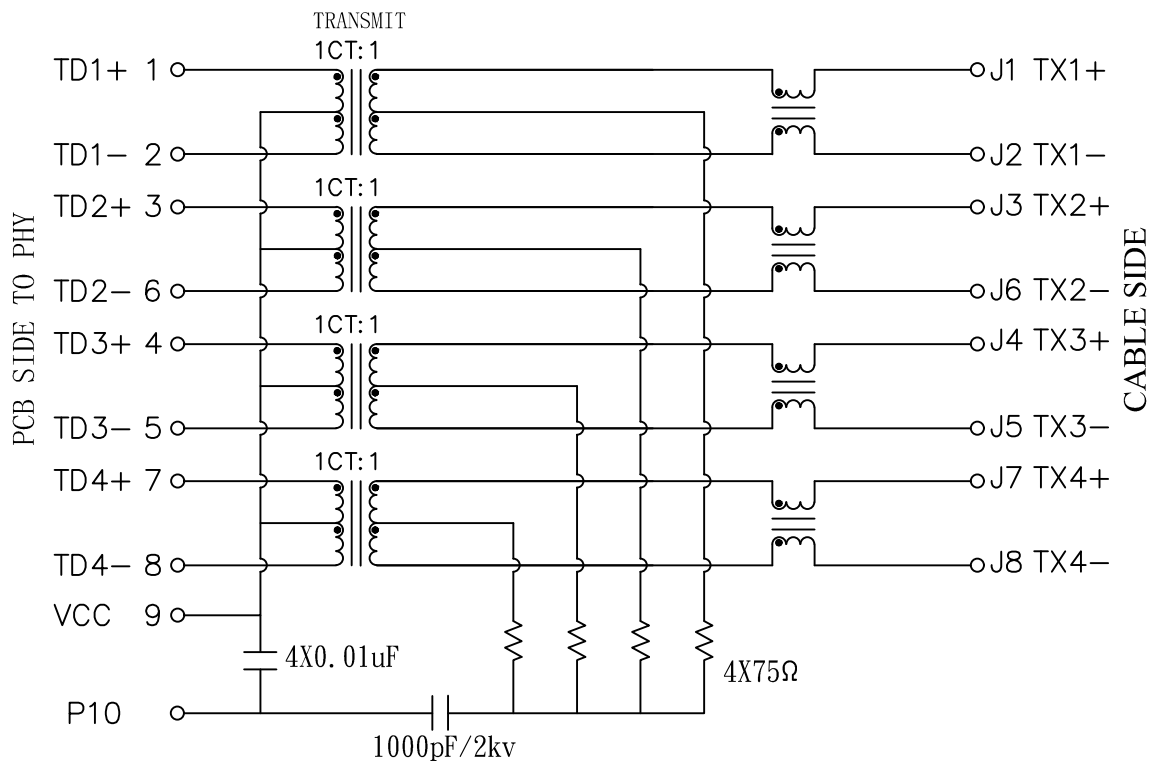 TRANSMIT
1CT:1
TD1+ 1
J1 TX1+
TD1- 2
J2 TX1-
1CT:1
TD2+ 3
J3 TX2+
TD2- 6
J6 TX2-
PCB SIDE TO PHY
CABLE SIDE
1CT:1
TD3+ 4
J4 TX3+
TD3- 5
J5 TX3-
1CT:1
TD4+ 7
J7 TX4+
TD4- 8
J8 TX4-
VCC 9
4X0.01uF
4X75Ω
P10
1000pF/2kv